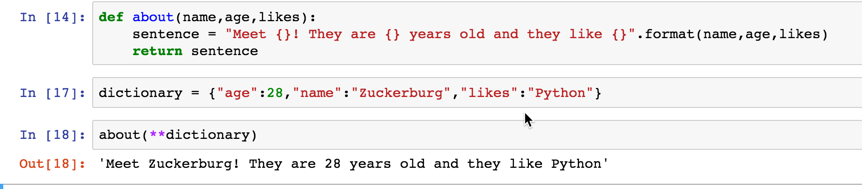 In [14]: def about(name,age,likes):
    sentence = "Meet {}! They are {} years old and they like {}".format(name,age,likes)
    return sentence
In [17]: dictionary = {"age":28,"name":"Zuckerburg","likes":"Python"}
In [18]: about(**dictionary)
Out[18]: 'Meet Zuckerburg! They are 28 years old and they like Python'